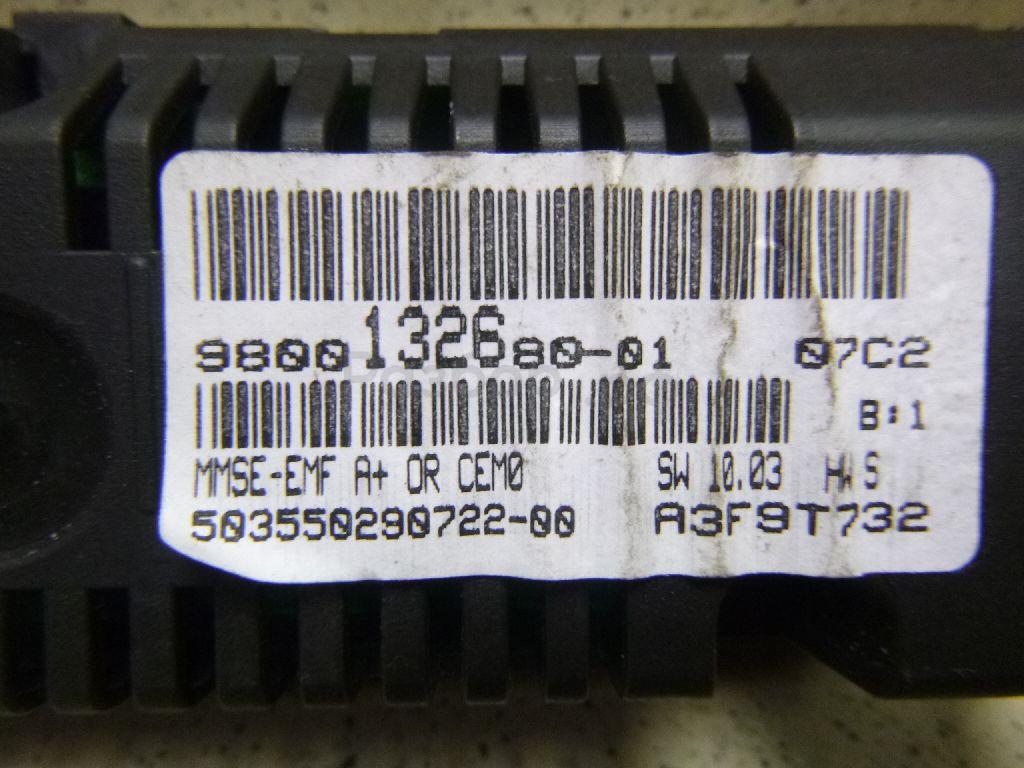 9800132680-01 07C2
B:1
MMSE-EMF A+ OR CEM0 SW 10.03 HW S
503550290722-00 A3F9T732